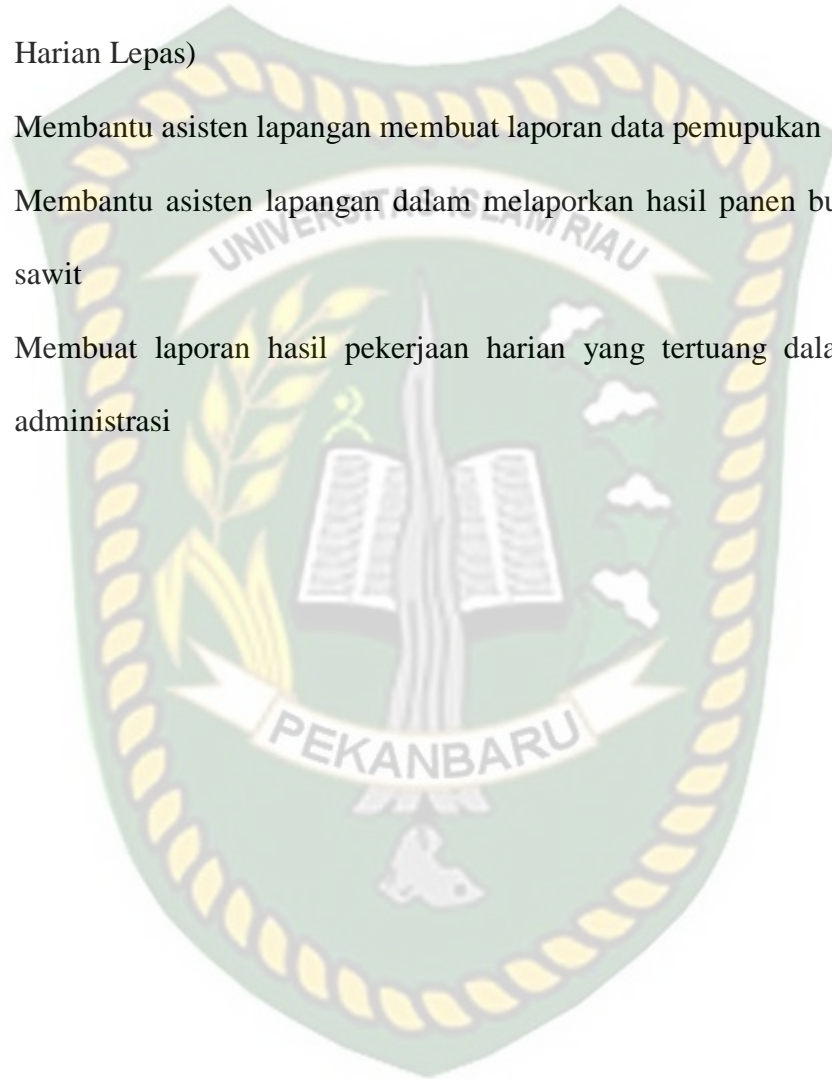 Harian Lepas)
Membantu asisten lapangan membuat laporan data pemupukan
Membantu asisten lapangan dalam melaporkan hasil panen bu
sawit
Membuat laporan hasil pekerjaan harian yang tertuang dala
administrasi
UNIVERSITAS ISLAM RIAU
PEKANBARU